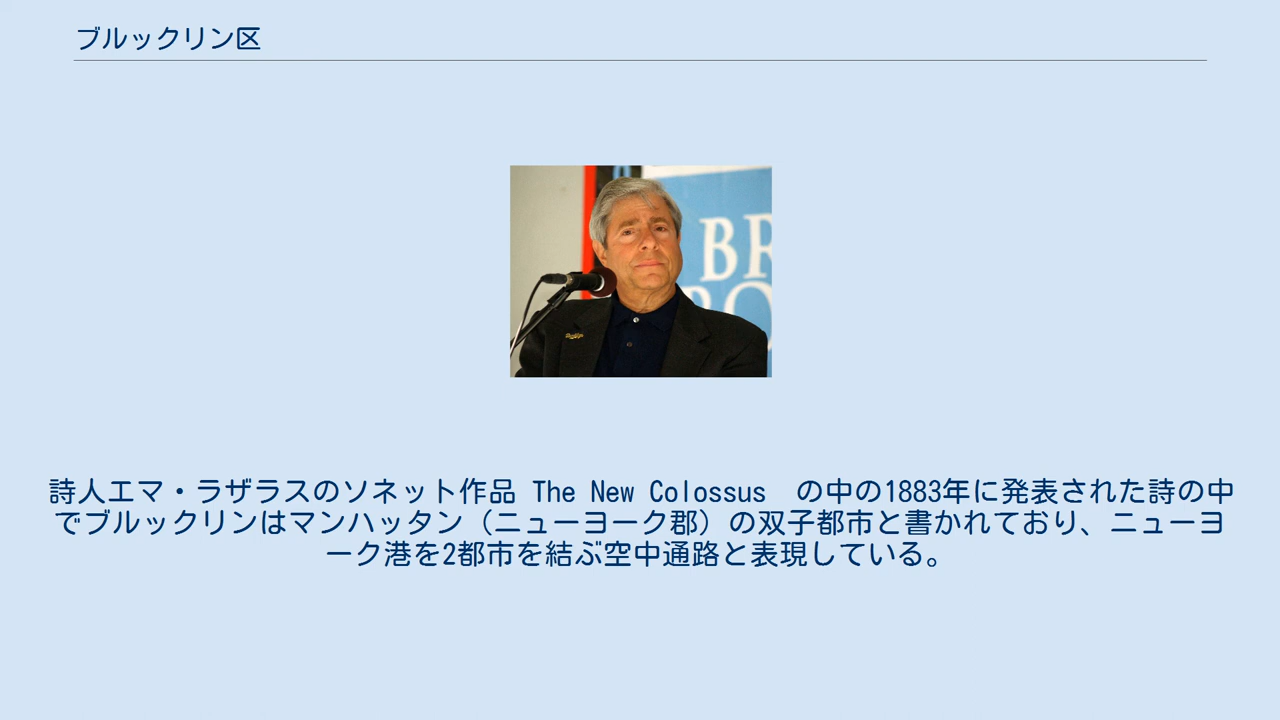 ブルックリン区
BR
BO
詩人エマ・ラザラスのソネット作品 The New Colossus　の中の1883年に発表された詩の中
でブルックリンはマンハッタン（ニューヨーク郡）の双子都市と書かれており、ニューヨ
ーク港を2都市を結ぶ空中通路と表現している。